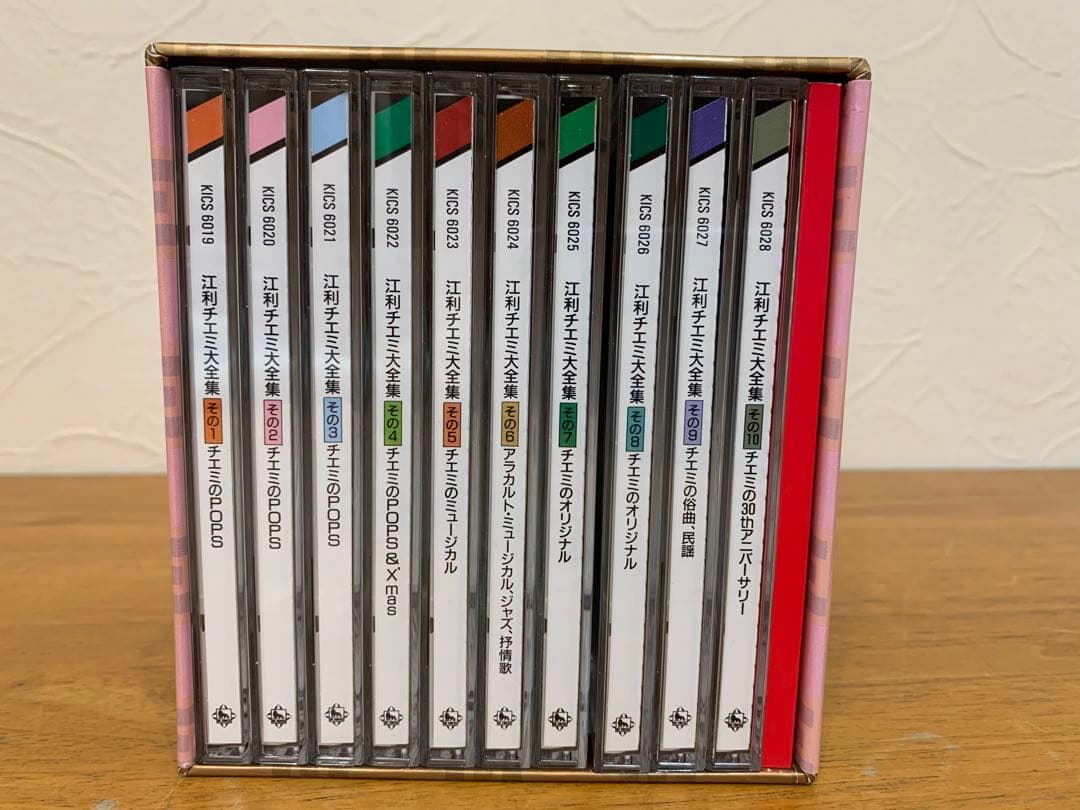 KICS 6019 江利チエミ大全集 その1 チエミのPOPS
KICS 6020 江利チエミ大全集 その2 チエミのPOPS
KICS 6021 江利チエミ大全集 その3 チエミのPOPS
KICS 6022 江利チエミ大全集 その4 チエミのPOPS&X'mas
KICS 6023 江利チエミ大全集 その5 チエミのミュージカル
KICS 6024 江利チエミ大全集 その6 アラカルト・ミュージカル、ジャズ、抒情歌
KICS 6025 江利チエミ大全集 その7 チエミのオリジナル
KICS 6026 江利チエミ大全集 その8 チエミのオリジナル
KICS 6027 江利チエミ大全集 その9 チエミの俗曲、民謡
KICS 6028 江利チエミ大全集 その10 チエミの30thアニバーサリー